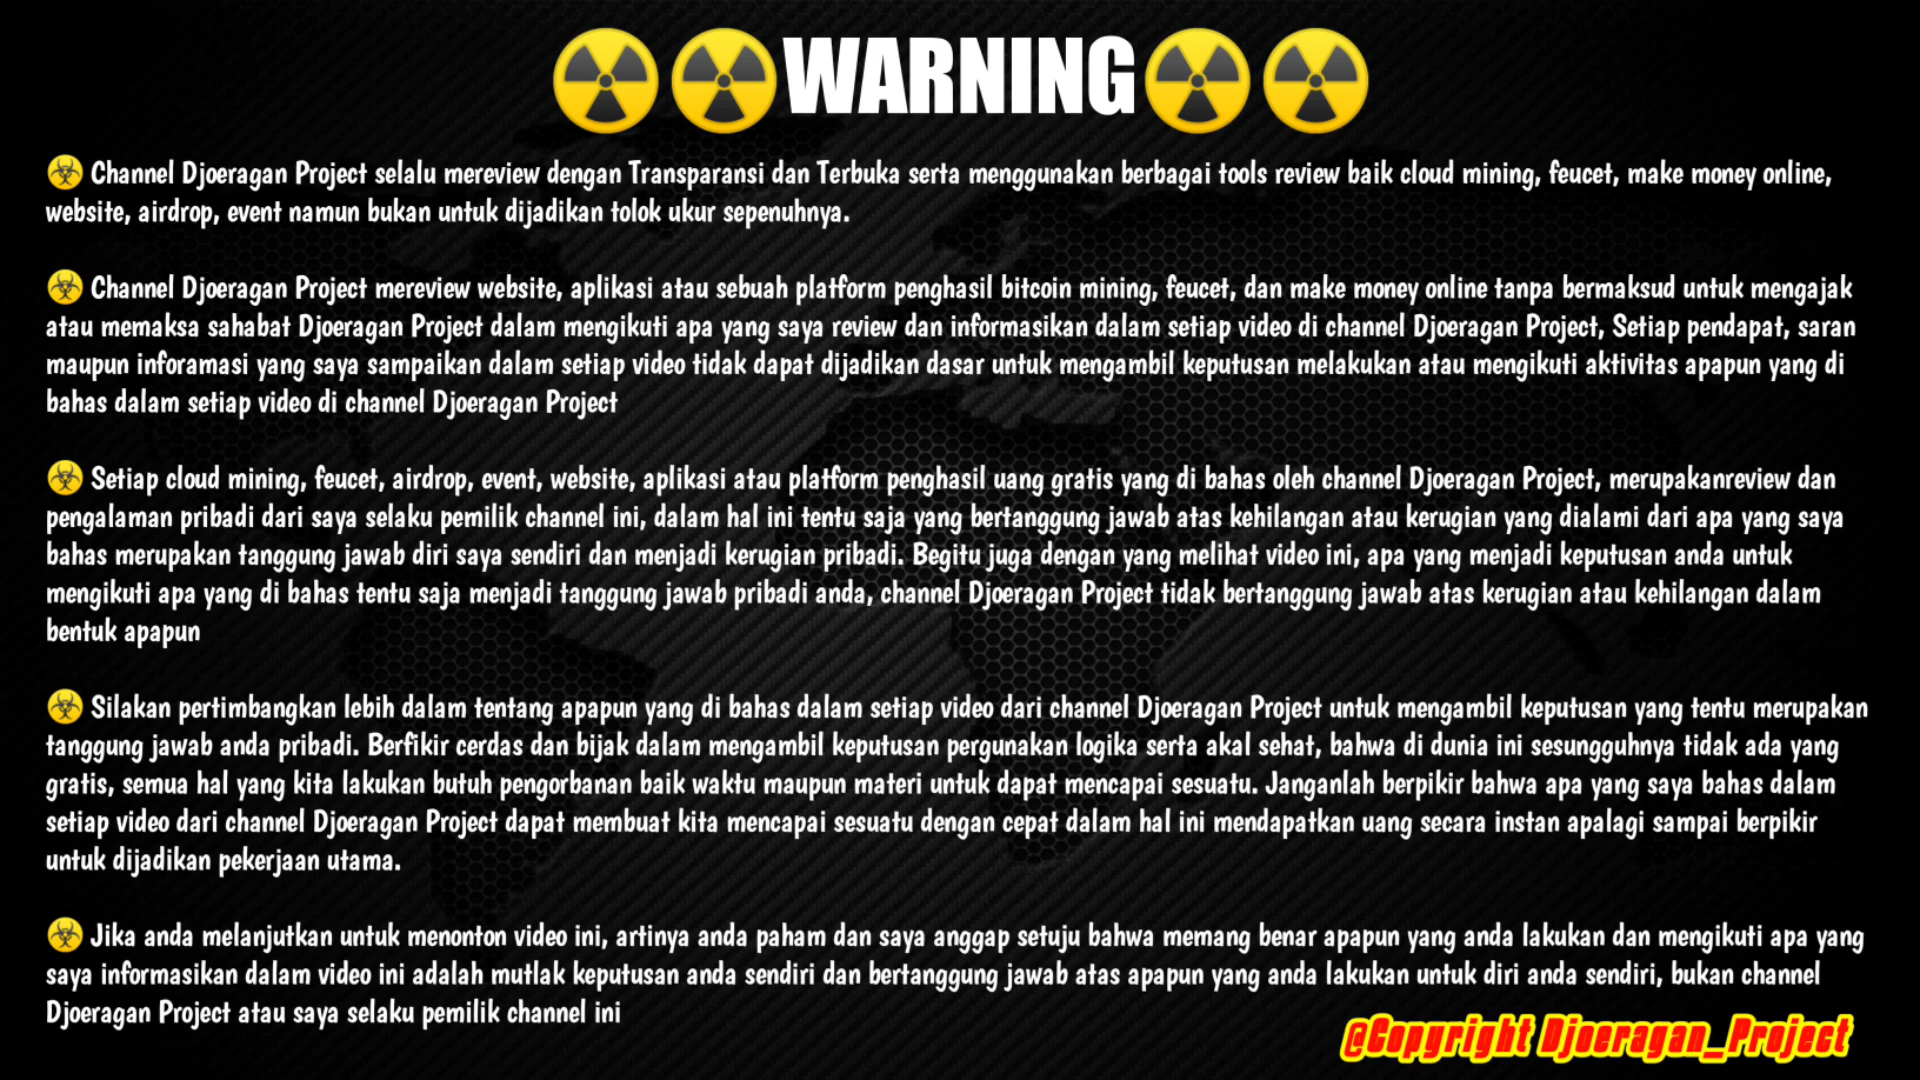 ☢☢WARNING☢☢
☣ Channel Djoeragan Project selalu mereview dengan Transparansi dan Terbuka serta menggunakan berbagai tools review baik cloud mining, feucet, make money online,
website, airdrop, event namun bukan untuk dijadikan tolok ukur sepenuhnya.
☣ Channel Djoeragan Project mereview website, aplikasi atau sebuah platform penghasil bitcoin mining, feucet, dan make money online tanpa bermaksud untuk mengajak
atau memaksa sahabat Djoeragan Project dalam mengikuti apa yang saya review dan informasikan dalam setiap video di channel Djoeragan Project, Setiap pendapat, saran
maupun inforamasi yang saya sampaikan dalam setiap video tidak dapat dijadikan dasar untuk mengambil keputusan melakukan atau mengikuti aktivitas apapun yang di
bahas dalam setiap video di channel Djoeragan Project
☣ Setiap cloud mining, feucet, airdrop, event, website, aplikasi atau platform penghasil uang gratis yang di bahas oleh channel Djoeragan Project, merupakanreview dan
pengalaman pribadi dari saya selaku pemilik channel ini, dalam hal ini tentu saja yang bertanggung jawab atas kehilangan atau kerugian yang dialami dari apa yang saya
bahas merupakan tanggung jawab diri saya sendiri dan menjadi kerugian pribadi. Begitu juga dengan yang melihat video ini, apa yang menjadi keputusan anda untuk
mengikuti apa yang di bahas tentu saja menjadi tanggung jawab pribadi anda, channel Djoeragan Project tidak bertanggung jawab atas kerugian atau kehilangan dalam
bentuk apapun
☣ Silakan pertimbangkan lebih dalam tentang apapun yang di bahas dalam setiap video dari channel Djoeragan Project untuk mengambil keputusan yang tentu merupakan
tanggung jawab anda pribadi. Berfikir cerdas dan bijak dalam mengambil keputusan pergunakan logika serta akal sehat, bahwa di dunia ini sesungguhnya tidak ada yang
gratis, semua hal yang kita lakukan butuh pengorbanan baik waktu maupun materi untuk dapat mencapai sesuatu. Janganlah berpikir bahwa apa yang saya bahas dalam
setiap video dari channel Djoeragan Project dapat membuat kita mencapai sesuatu dengan cepat dalam hal ini mendapatkan uang secara instan apalagi sampai berpikir
untuk dijadikan pekerjaan utama.
☣ Jika anda melanjutkan untuk menonton video ini, artinya anda paham dan saya anggap setuju bahwa memang benar apapun yang anda lakukan dan mengikuti apa yang
saya informasikan dalam video ini adalah mutlak keputusan anda sendiri dan bertanggung jawab atas apapun yang anda lakukan untuk diri anda sendiri, bukan channel
Djoeragan Project atau saya selaku pemilik channel ini
@Copyright Djoeragan_Project